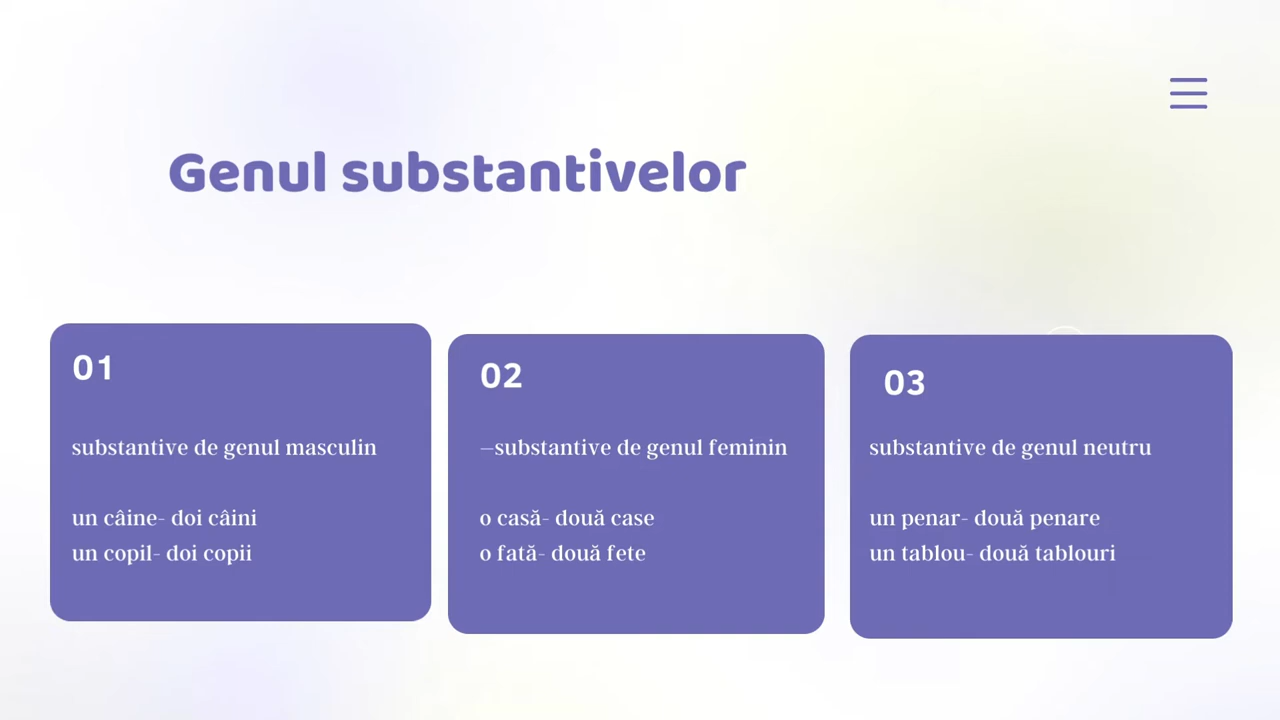 Genul substantivelor
01
substantive de genul masculin
un câine- doi câini
un copil- doi copii
02
—substantive de genul feminin
o casă- două case
o fată- două fete
03
substantive de genul neutru
un penar- două penare
un tablou- două tablouri